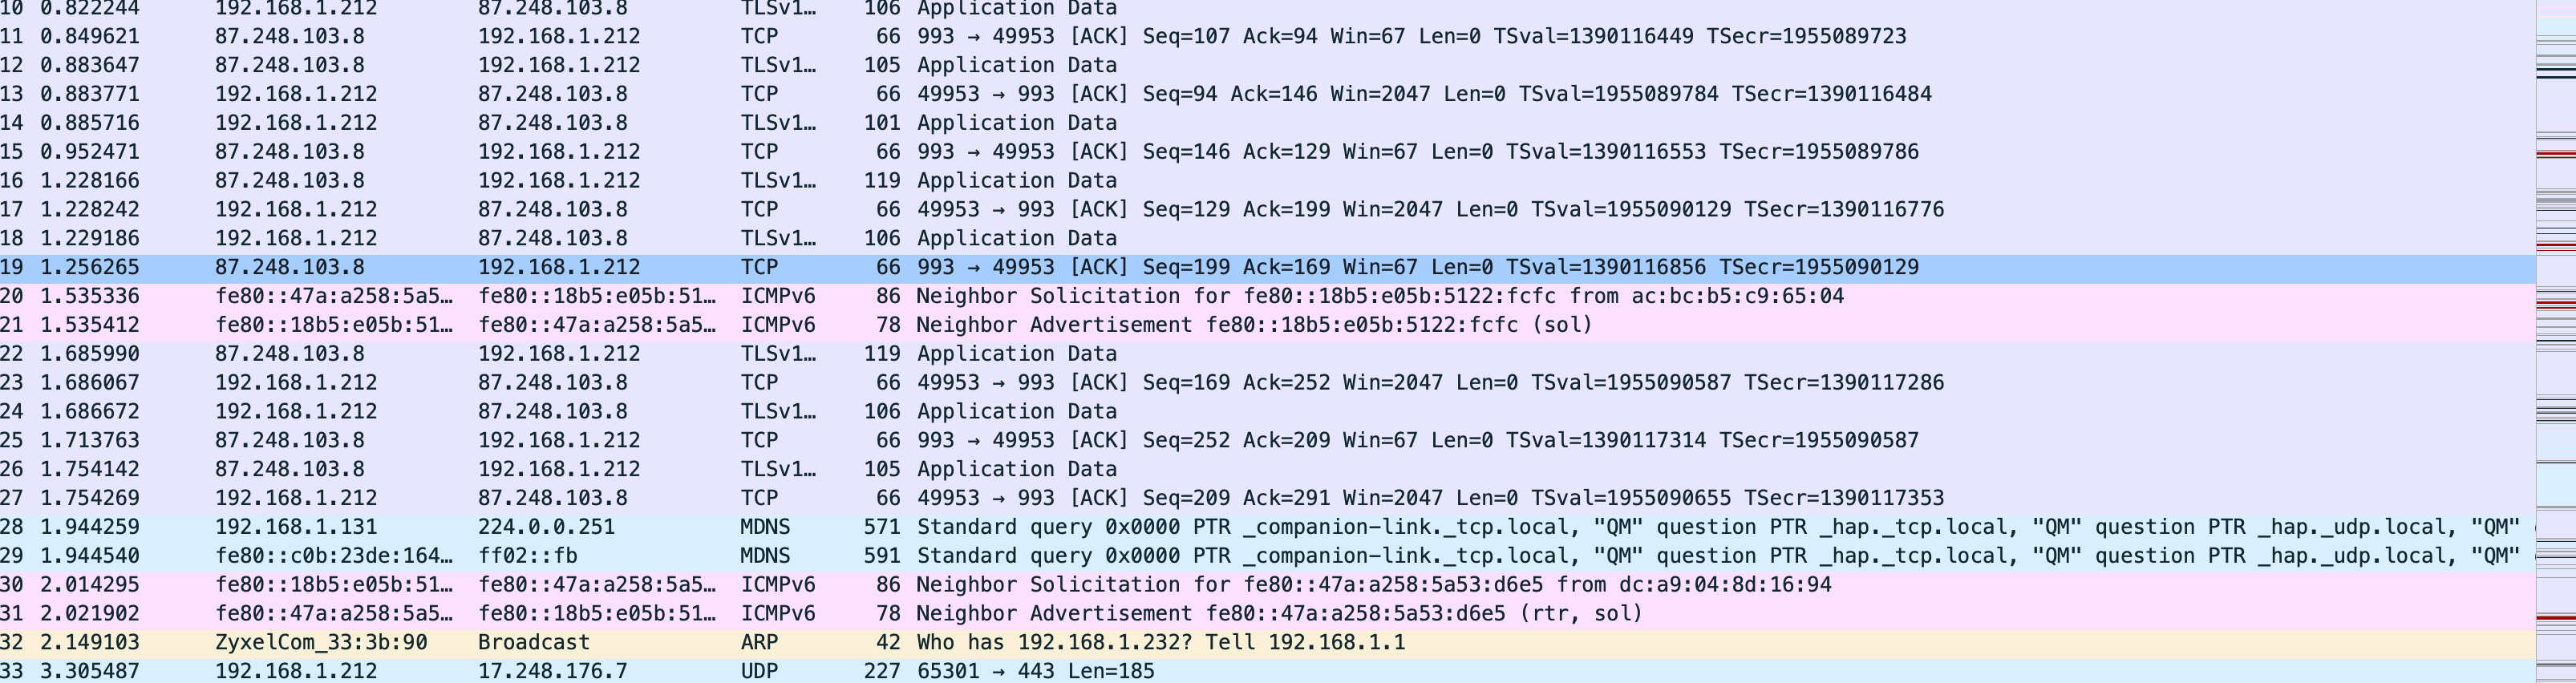 10 0.822244 192.168.1.212 87.248.103.8 TLSv1… 106 Application Data
11 0.849621 87.248.103.8 192.168.1.212 TCP 66 993 → 49953 [ACK] Seq=107 Ack=94 Win=67 Len=0 TSval=1390116449 TSecr=1955089723
12 0.883647 87.248.103.8 192.168.1.212 TLSv1… 105 Application Data
13 0.883771 192.168.1.212 87.248.103.8 TCP 66 49953 → 993 [ACK] Seq=94 Ack=146 Win=2047 Len=0 TSval=1955089784 TSecr=1390116484
14 0.885716 192.168.1.212 87.248.103.8 TLSv1… 101 Application Data
15 0.952471 87.248.103.8 192.168.1.212 TCP 66 993 → 49953 [ACK] Seq=146 Ack=129 Win=67 Len=0 TSval=1390116553 TSecr=1955089786
16 1.228166 87.248.103.8 192.168.1.212 TLSv1… 119 Application Data
17 1.228242 192.168.1.212 87.248.103.8 TCP 66 49953 → 993 [ACK] Seq=129 Ack=199 Win=2047 Len=0 TSval=1955090129 TSecr=1390116776
18 1.229186 192.168.1.212 87.248.103.8 TLSv1… 106 Application Data
19 1.256265 87.248.103.8 192.168.1.212 TCP 66 993 → 49953 [ACK] Seq=199 Ack=169 Win=67 Len=0 TSval=1390116856 TSecr=1955090129
20 1.535336 fe80::47a:a258:5a5… fe80::18b5:e05b:51… ICMPv6 86 Neighbor Solicitation for fe80::18b5:e05b:5122:fcfc from ac:bc:b5:c9:65:04
21 1.535412 fe80::18b5:e05b:51… fe80::47a:a258:5a5… ICMPv6 78 Neighbor Advertisement fe80::18b5:e05b:5122:fcfc (sol)
22 1.685990 87.248.103.8 192.168.1.212 TLSv1… 119 Application Data
23 1.686067 192.168.1.212 87.248.103.8 TCP 66 49953 → 993 [ACK] Seq=169 Ack=252 Win=2047 Len=0 TSval=1955090587 TSecr=1390117286
24 1.686672 192.168.1.212 87.248.103.8 TLSv1… 106 Application Data
25 1.713763 87.248.103.8 192.168.1.212 TCP 66 993 → 49953 [ACK] Seq=252 Ack=209 Win=67 Len=0 TSval=1390117314 TSecr=1955090587
26 1.754142 87.248.103.8 192.168.1.212 TLSv1… 105 Application Data
27 1.754269 192.168.1.212 87.248.103.8 TCP 66 49953 → 993 [ACK] Seq=209 Ack=291 Win=2047 Len=0 TSval=1955090655 TSecr=1390117353
28 1.944259 192.168.1.131 224.0.0.251 MDNS 571 Standard query 0x0000 PTR _companion-link._tcp.local, "QM" question PTR _hap._tcp.local, "QM" question PTR _hap._udp.local, "QM"
29 1.944540 fe80::c0b:23de:164… ff02::fb MDNS 591 Standard query 0x0000 PTR _companion-link._tcp.local, "QM" question PTR _hap._tcp.local, "QM" question PTR _hap._udp.local, "QM"
30 2.014295 fe80::18b5:e05b:51… fe80::47a:a258:5a5… ICMPv6 86 Neighbor Solicitation for fe80::47a:a258:5a53:d6e5 from dc:a9:04:8d:16:94
31 2.021902 fe80::47a:a258:5a5… fe80::18b5:e05b:51… ICMPv6 78 Neighbor Advertisement fe80::47a:a258:5a53:d6e5 (rtr, sol)
32 2.149103 ZyxelCom_33:3b:90 Broadcast ARP 42 Who has 192.168.1.232? Tell 192.168.1.1
33 3.305487 192.168.1.212 17.248.176.7 UDP 227 65301 → 443 Len=185